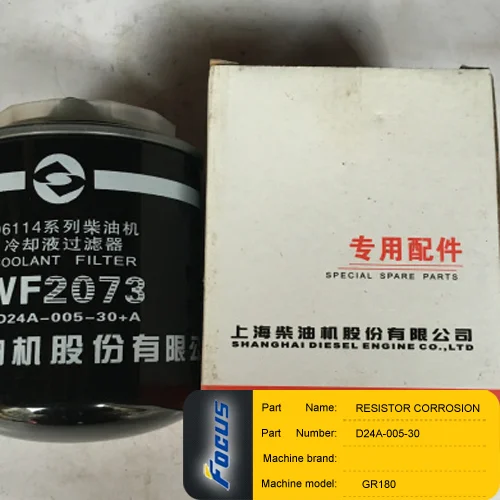 D6114系列柴油机
冷却液过滤器
COOLANT FILTER
WF2073
D24A-005-30+A
油机股份有限公
专用配件
SPECIAL SPARE PARTS
上海柴油机股份有限公司
SHANGHAI DIESEL ENGINE CO.,LTD
FOCUS
Part Name: RESISTOR CORROSION
Part Number: D24A-005-30
Machine brand:
Machine model: GR180